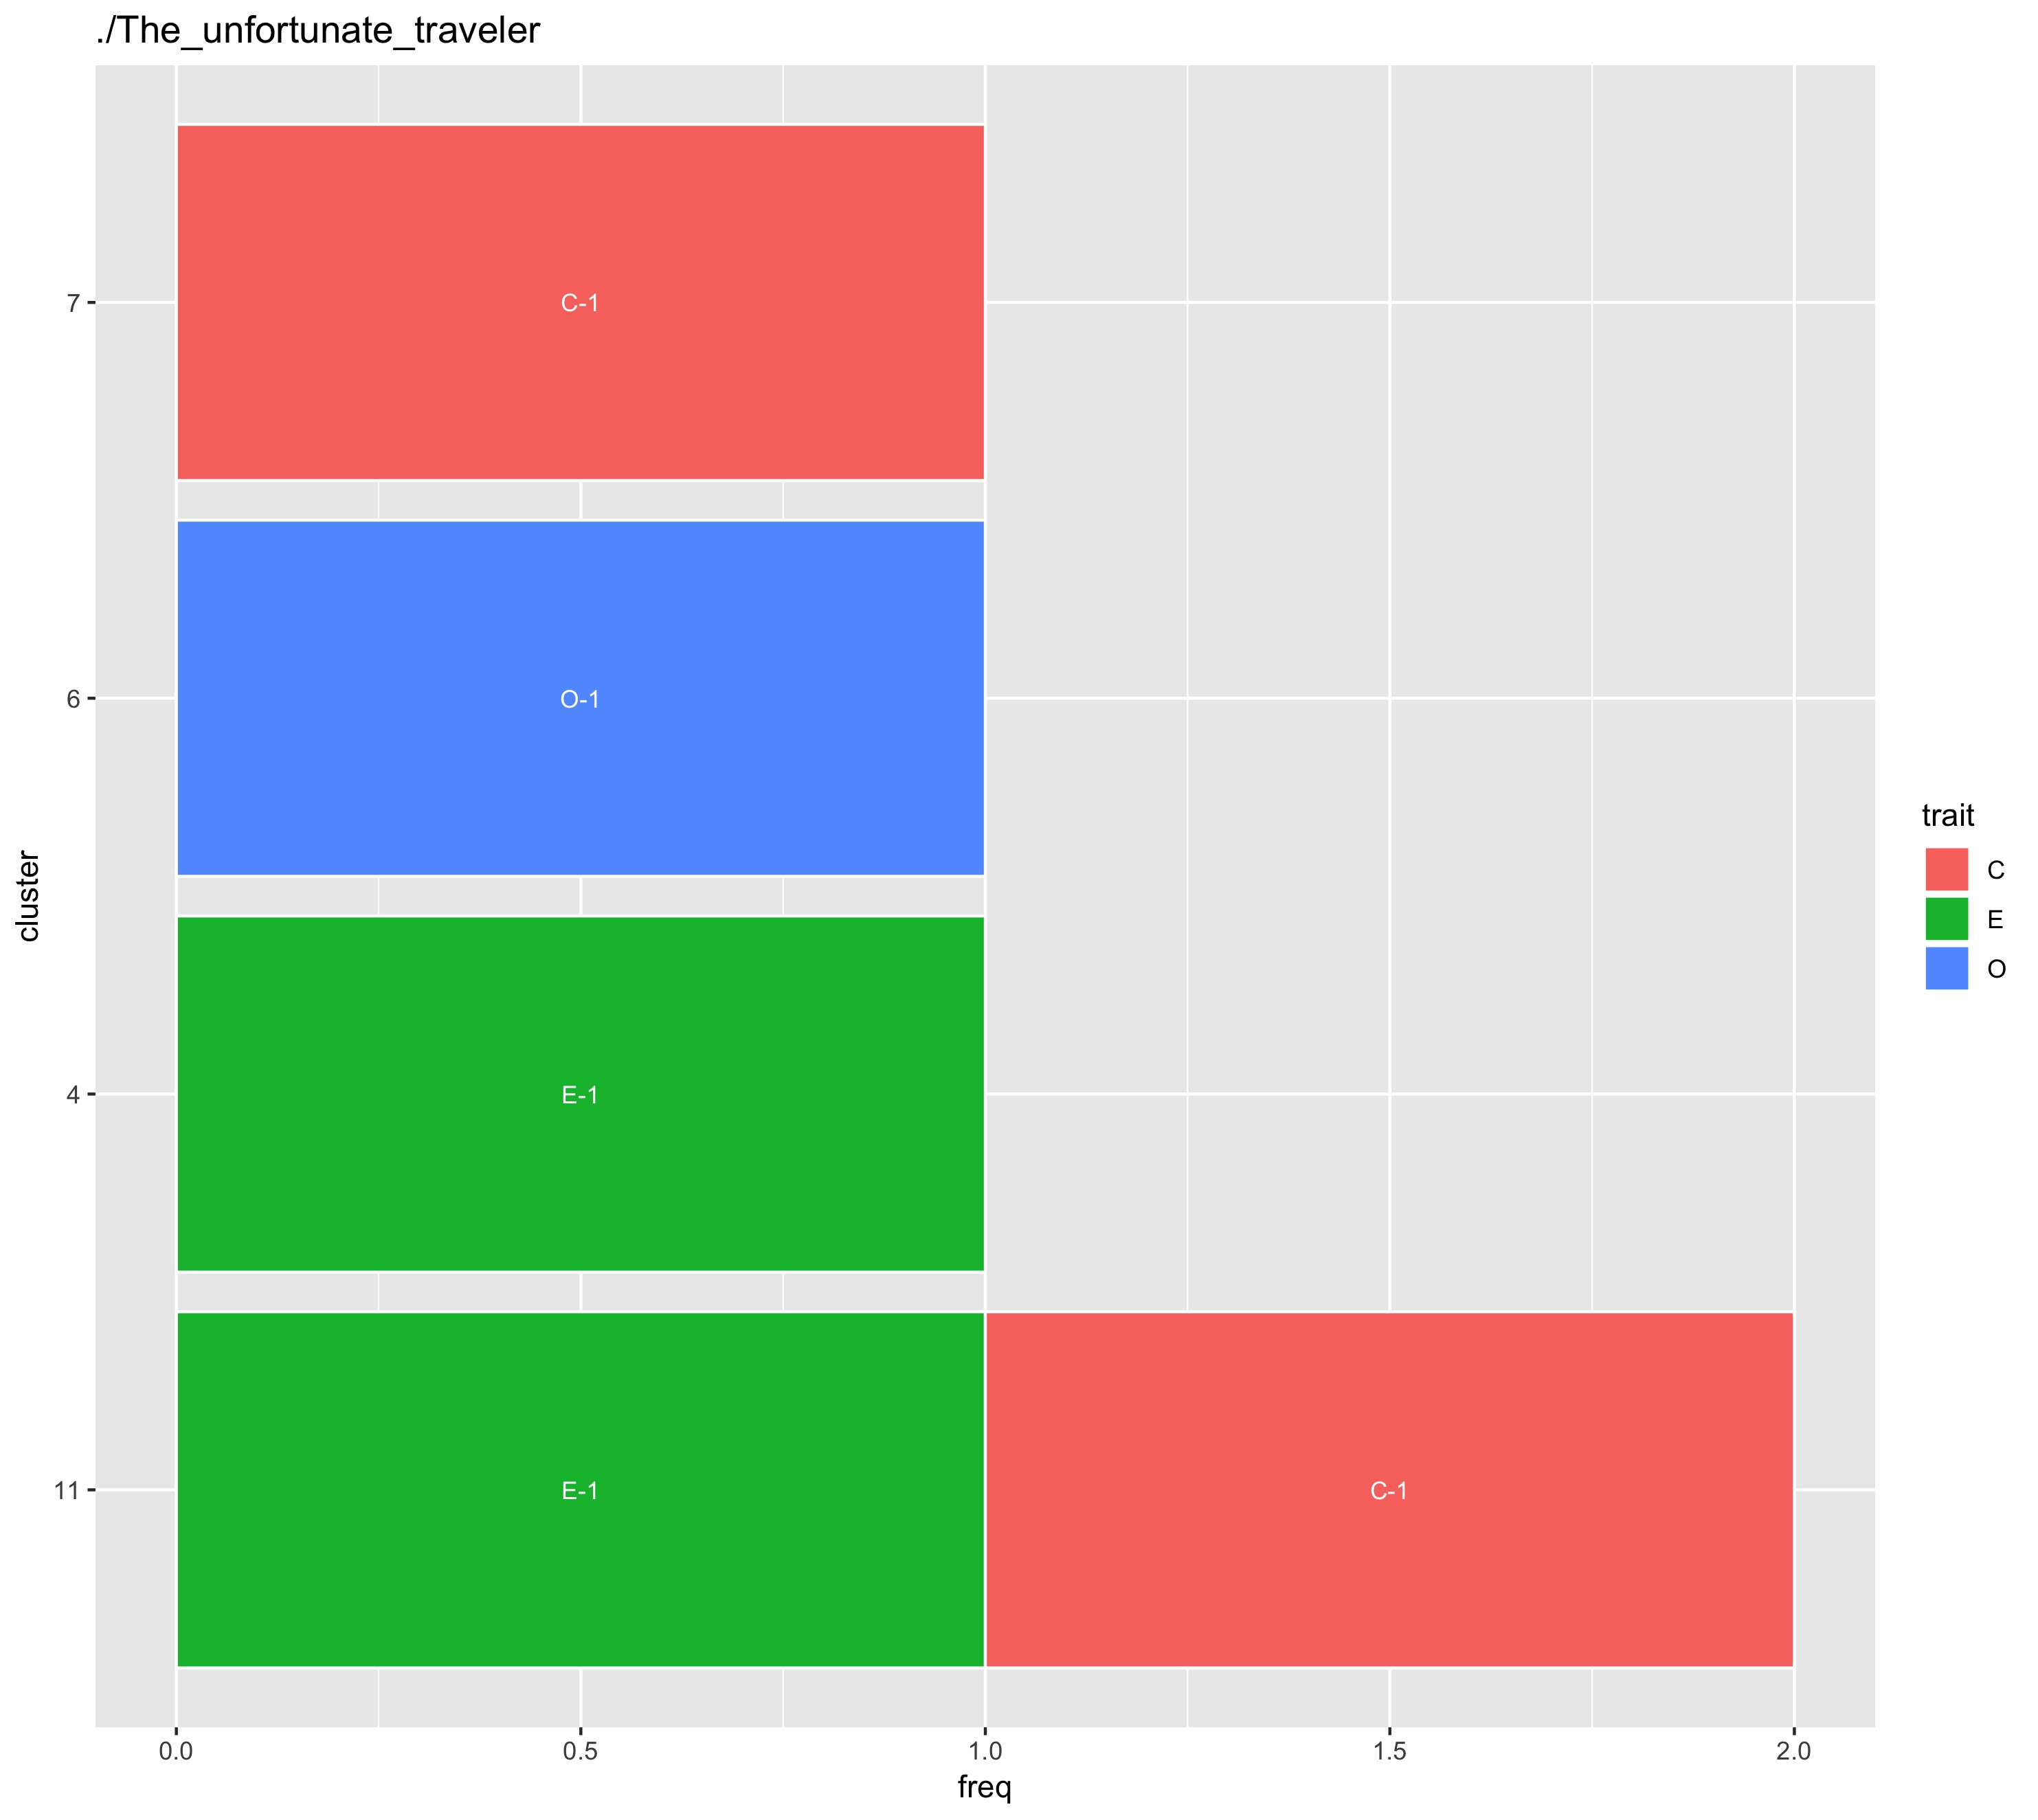 ./The_unfortunate_traveler
7
C-1
6
O-1
4
E-1
11
E-1
C-1
cluster
0.0
0.5
1.0
1.5
2.0
freq
trait
C
E
O